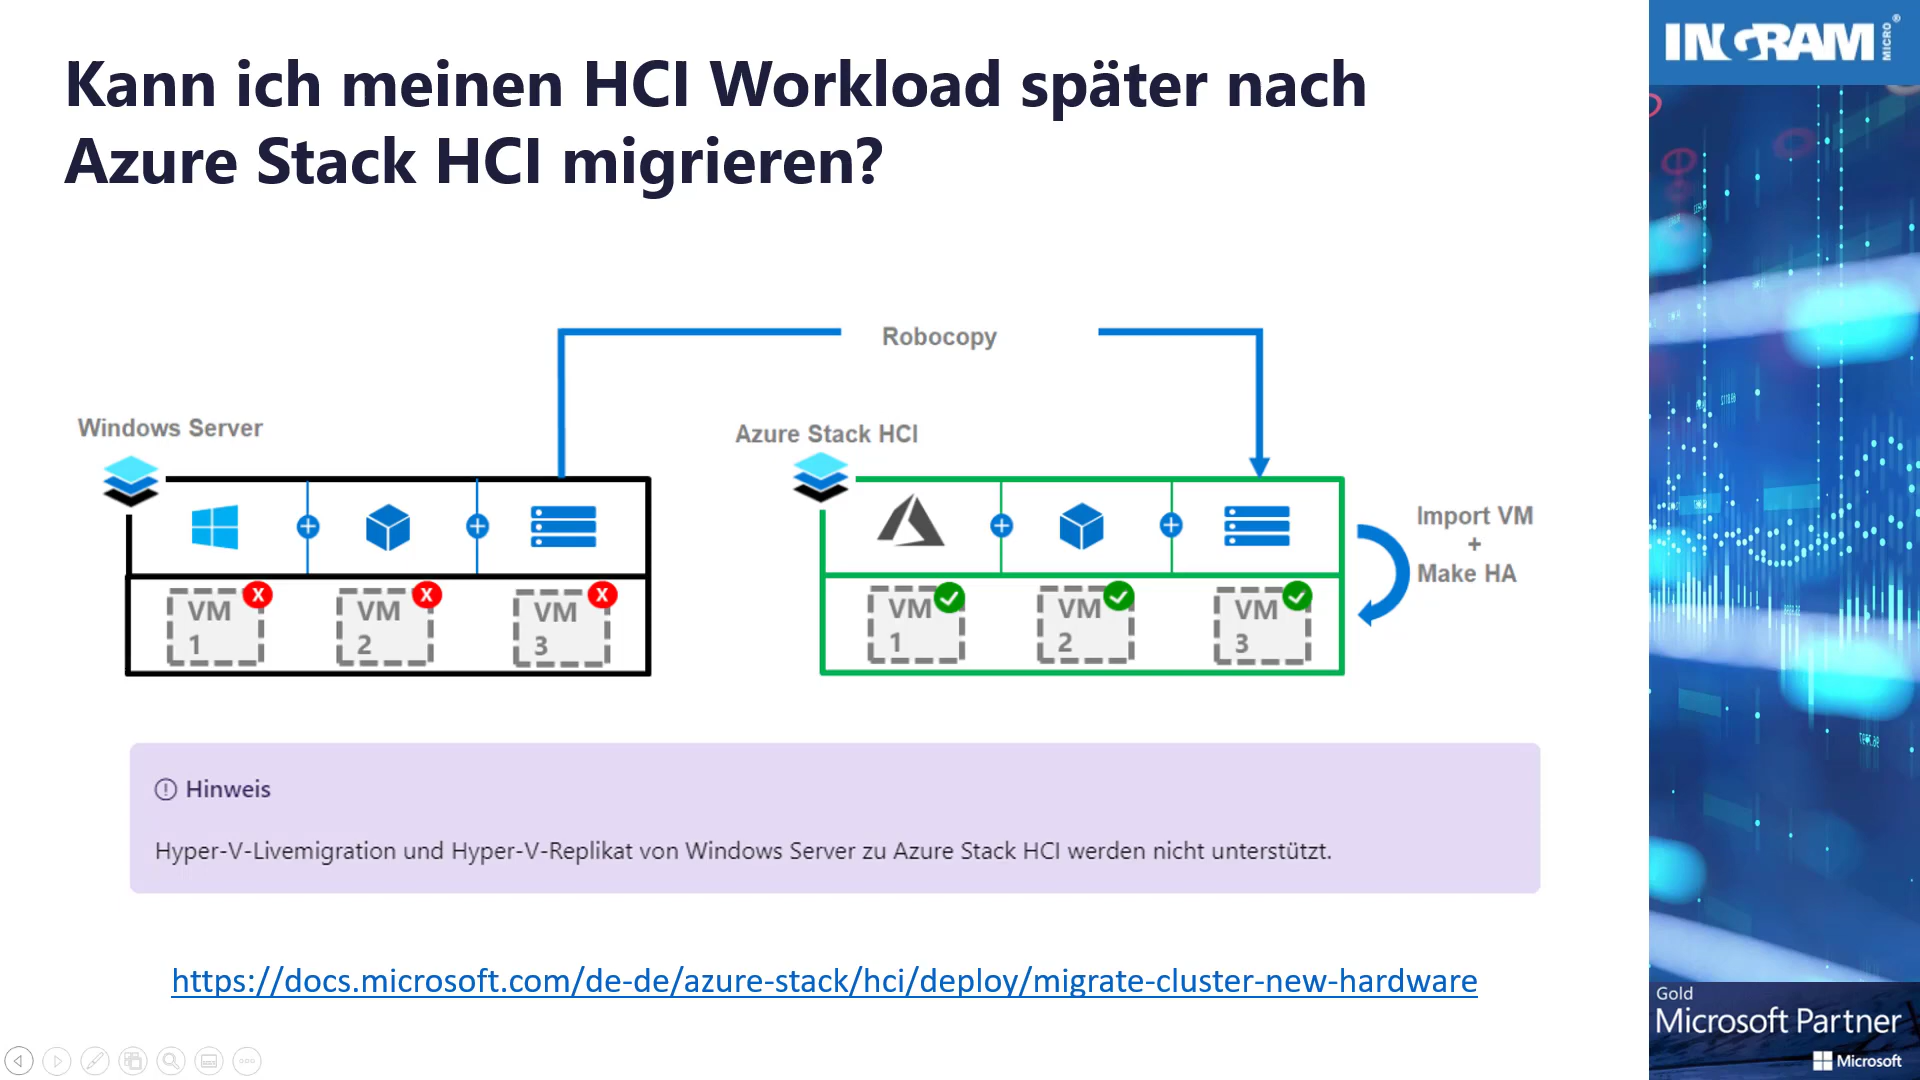 Kann ich meinen HCI Workload später nach
Azure Stack HCI migrieren?
INGRAM MICRO®
Robocopy
Windows Server
Azure Stack HCI
VM 1
VM 2
VM 3
X
X
X
VM 1
VM 2
VM 3
Import VM
+
Make HA
Hinweis
Hyper-V-Livemigration und Hyper-V-Replikat von Windows Server zu Azure Stack HCI werden nicht unterstützt.
https://docs.microsoft.com/de-de/azure-stack/hci/deploy/migrate-cluster-new-hardware
Gold
Microsoft Partner
Microsoft